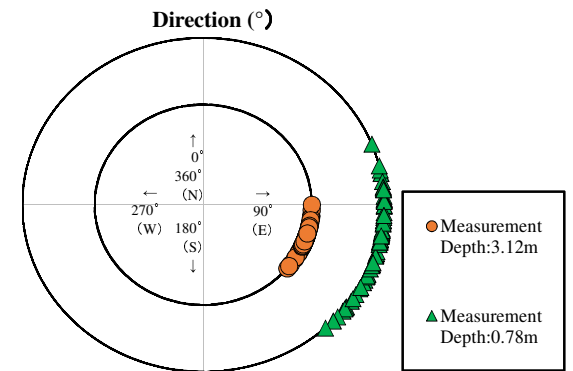 Direction (°)
↑
0°
360°
(N)
←
→
270°
90°
(W)
180°
(E)
(S)
↓
Measurement
Depth:3.12m
Measurement
Depth:0.78m